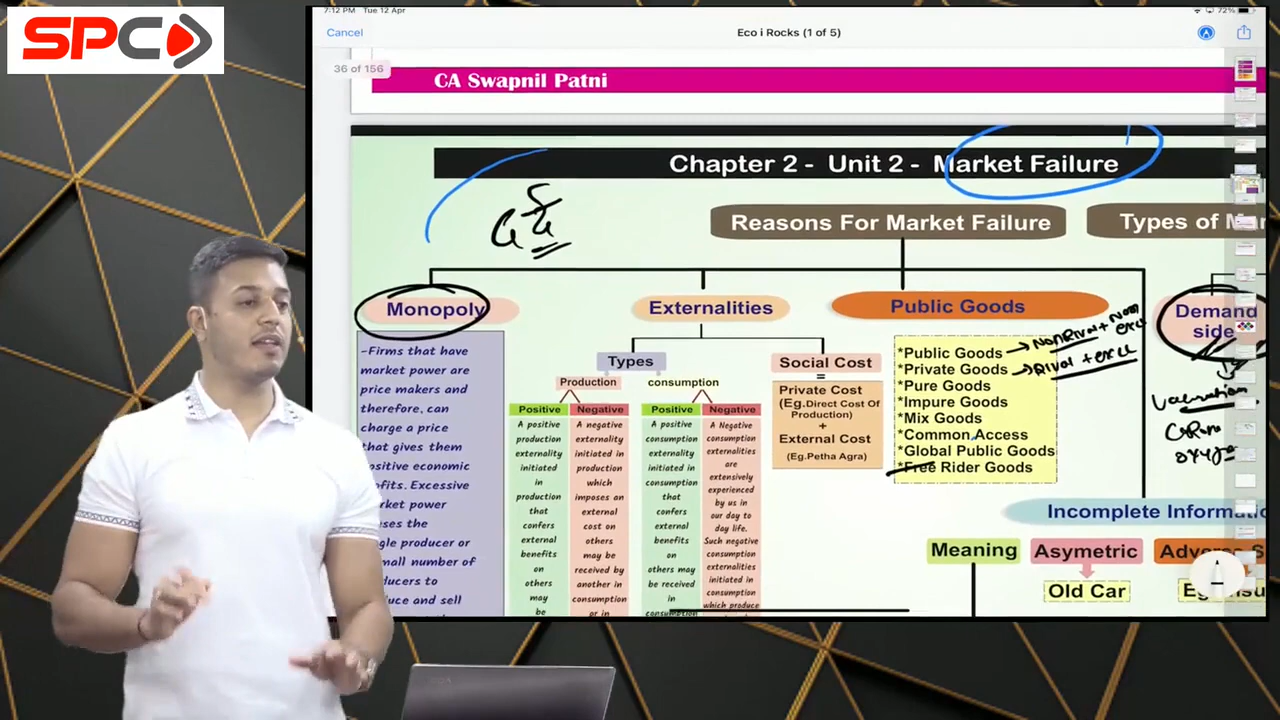 SPC
7:12 PM Tue 12 Apr
72%
Cancel
Eco i Rocks (1 of 5)
36 of 156
CA Swapnil Patni
Chapter 2 - Unit 2 - Market Failure
Reasons For Market Failure
Types of
Monopoly
Externalities
Public Goods
Demand
side
-Firms that have
market power are
price makers and
therefore, can
charge a price
that gives them
positive economic
Excessive
power
the
producer or
number of
to
and sell
Types
Production
consumption
Positive
Negative
Positive
Negative
A positive
production
externality
initiated
in
production
that
confers
external
benefits
on
others
may
be
A negative
externality
initiated in
production
which
imposes an
external
cost on
others
may be
received by
another in
consumption
or in
A positive
consumption
externality
initiated in
consumption
that
confers
external
benefits
on
others may
be
received
in
consumption
A Negative
consumption
externalities
are
extensively
experienced
by us in
our day to
day life.
Such negative
consumption
externalities
initiated in
consumption
which produce
Social Cost
=
Private Cost
(Eg.Direct Cost Of
Production)
+
External Cost
(Eg.Petha Agra)
*Public Goods
*Private Goods
*Pure Goods
*Impure Goods
*Mix Goods
*Common Access
*Global Public Goods
*Free Rider Goods
NonRival + Non
excl
Rival + excl
Valuation
Incomplete
Meaning
Asymetric
Old Car